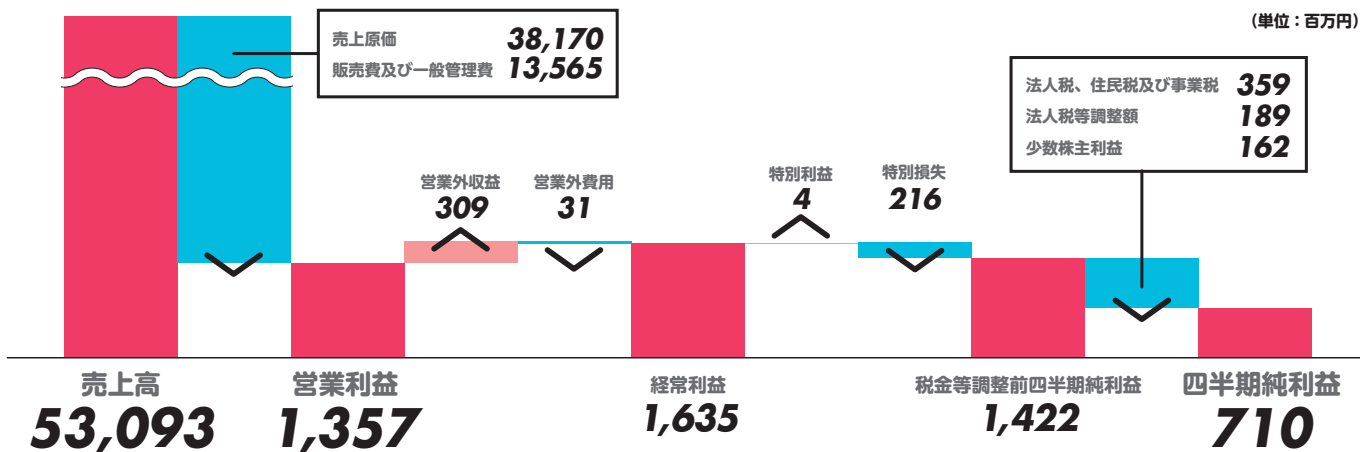 (単位：百万円)
売上原価 38,170
販売費及び一般管理費 13,565
法人税、住民税及び事業税 359
法人税等調整額 189
少数株主利益 162
営業外収益
309
営業外費用
31
特別利益
4
特別損失
216
売上高
53,093
営業利益
1,357
経常利益
1,635
税金等調整前四半期純利益
1,422
四半期純利益
710